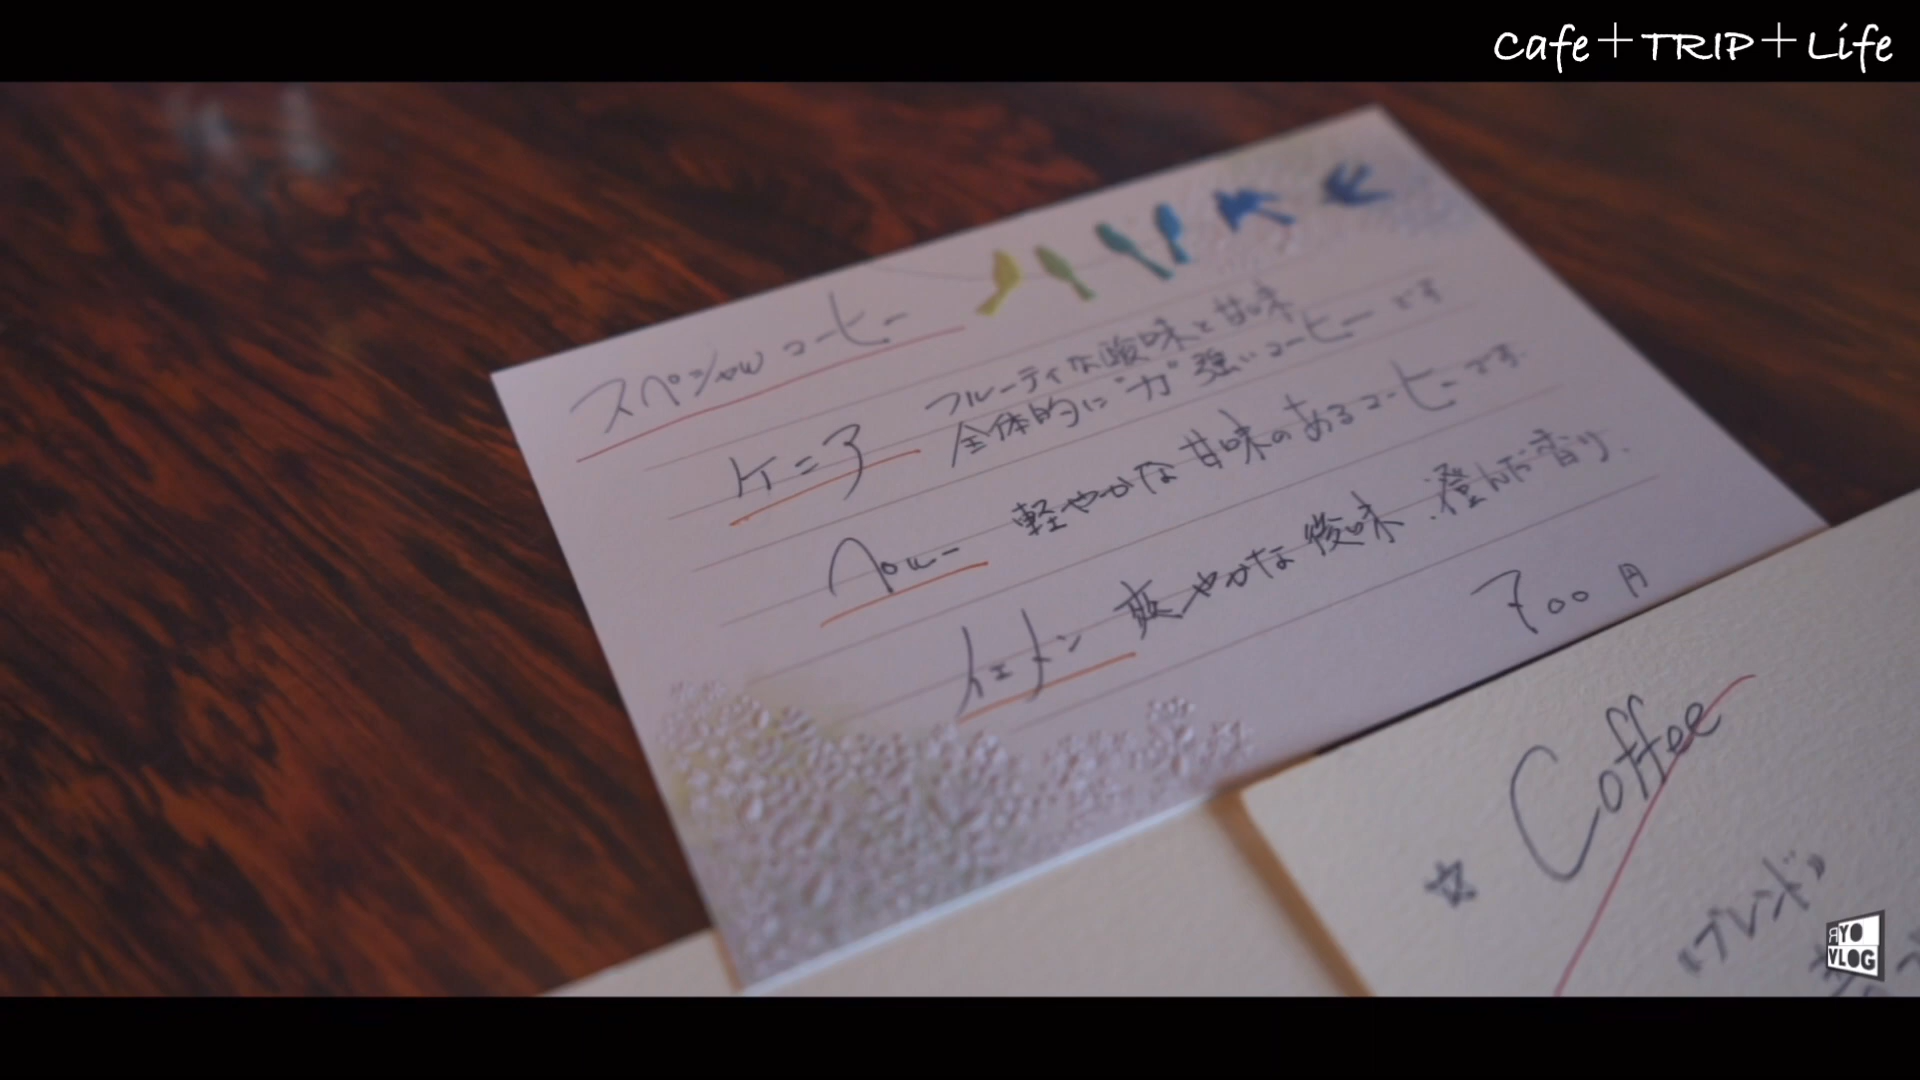 Cafe+TRIP+Life
スペシャルコーヒー
ケニア フルーティな酸味と甘味
全体的に"力"強いコーヒーです
ペルー 軽やかな甘味のあるコーヒーです.
イエメン 爽やかな後味.澄んだ香り.
700円
Coffee
☆
ブレンド
RYO
VLOG